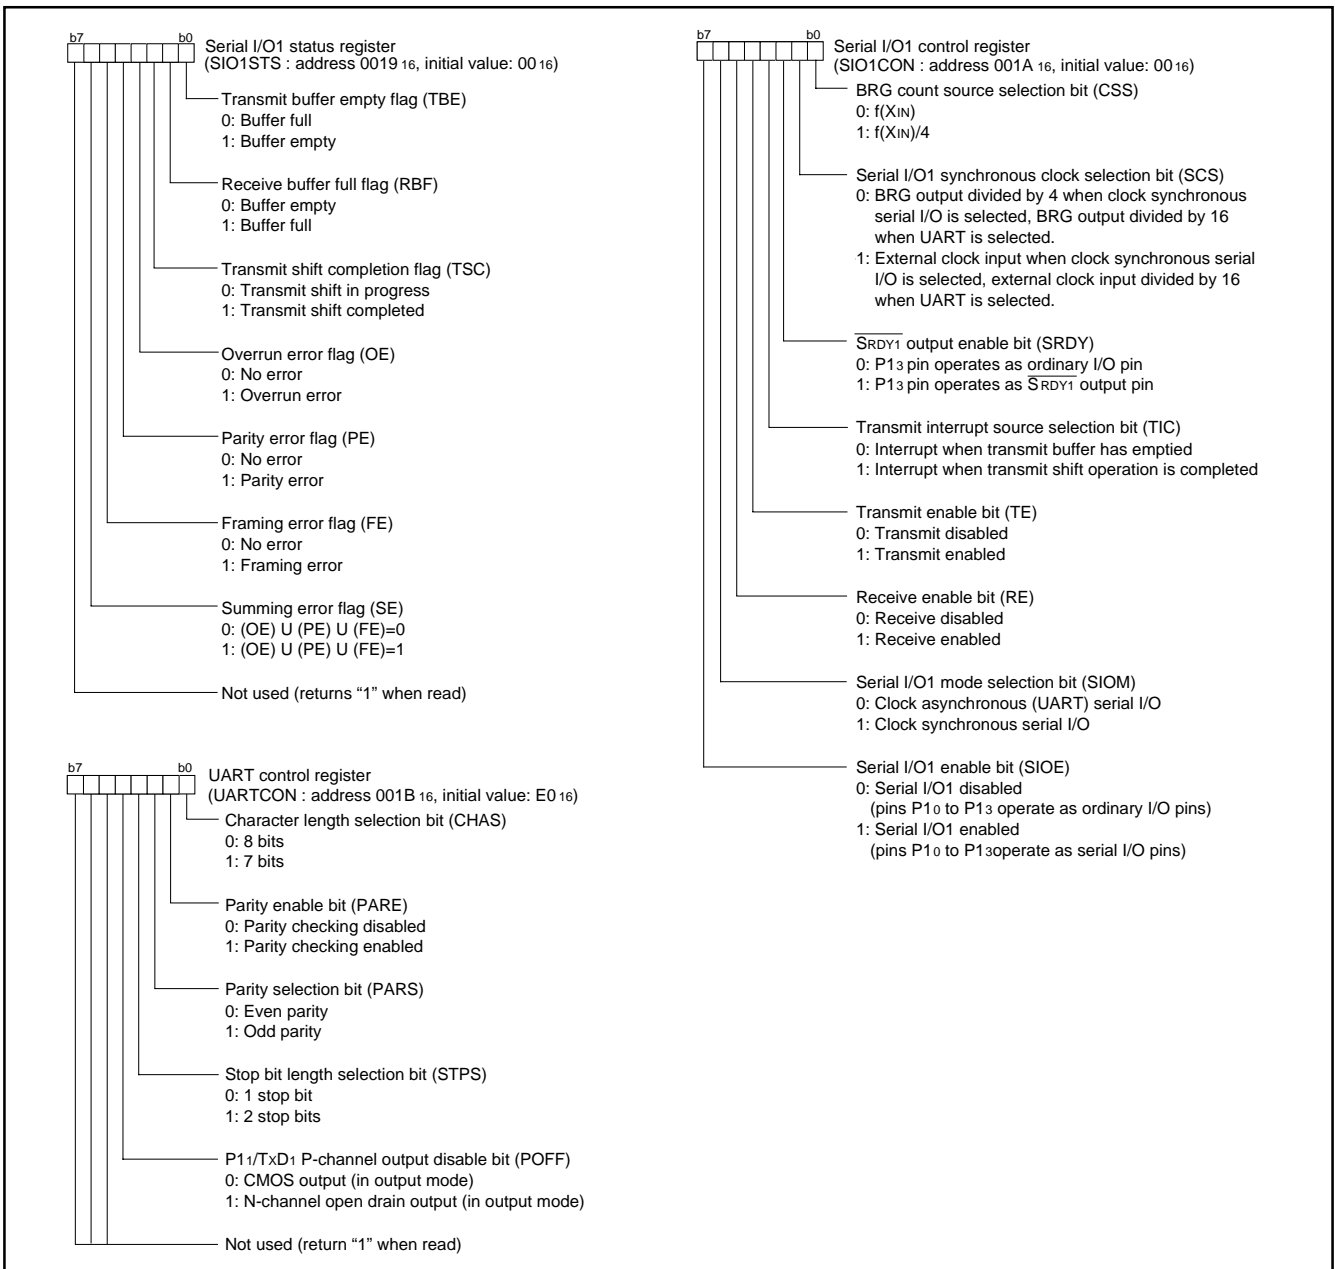 b7 b0 Serial I/O1 status register
(SIO1STS : address 0019 16, initial value: 00 16)
Transmit buffer empty flag (TBE)
0: Buffer full
1: Buffer empty
Receive buffer full flag (RBF)
0: Buffer empty
1: Buffer full
Transmit shift completion flag (TSC)
0: Transmit shift in progress
1: Transmit shift completed
Overrun error flag (OE)
0: No error
1: Overrun error
Parity error flag (PE)
0: No error
1: Parity error
Framing error flag (FE)
0: No error
1: Framing error
Summing error flag (SE)
0: (OE) U (PE) U (FE)=0
1: (OE) U (PE) U (FE)=1
Not used (returns “1” when read)
b7 b0 UART control register
(UARTCON : address 001B 16, initial value: E0 16)
Character length selection bit (CHAS)
0: 8 bits
1: 7 bits
Parity enable bit (PARE)
0: Parity checking disabled
1: Parity checking enabled
Parity selection bit (PARS)
0: Even parity
1: Odd parity
Stop bit length selection bit (STPS)
0: 1 stop bit
1: 2 stop bits
P11/TXD1 P-channel output disable bit (POFF)
0: CMOS output (in output mode)
1: N-channel open drain output (in output mode)
Not used (return “1” when read)
b7 b0 Serial I/O1 control register
(SIO1CON : address 001A 16, initial value: 00 16)
BRG count source selection bit (CSS)
0: f(XIN)
1: f(XIN)/4
Serial I/O1 synchronous clock selection bit (SCS)
0: BRG output divided by 4 when clock synchronous
serial I/O is selected, BRG output divided by 16
when UART is selected.
1: External clock input when clock synchronous serial
I/O is selected, external clock input divided by 16
when UART is selected.
SRDY1 output enable bit (SRDY)
0: P13 pin operates as ordinary I/O pin
1: P13 pin operates as SRDY1 output pin
Transmit interrupt source selection bit (TIC)
0: Interrupt when transmit buffer has emptied
1: Interrupt when transmit shift operation is completed
Transmit enable bit (TE)
0: Transmit disabled
1: Transmit enabled
Receive enable bit (RE)
0: Receive disabled
1: Receive enabled
Serial I/O1 mode selection bit (SIOM)
0: Clock asynchronous (UART) serial I/O
1: Clock synchronous serial I/O
Serial I/O1 enable bit (SIOE)
0: Serial I/O1 disabled
(pins P10 to P13 operate as ordinary I/O pins)
1: Serial I/O1 enabled
(pins P10 to P13operate as serial I/O pins)